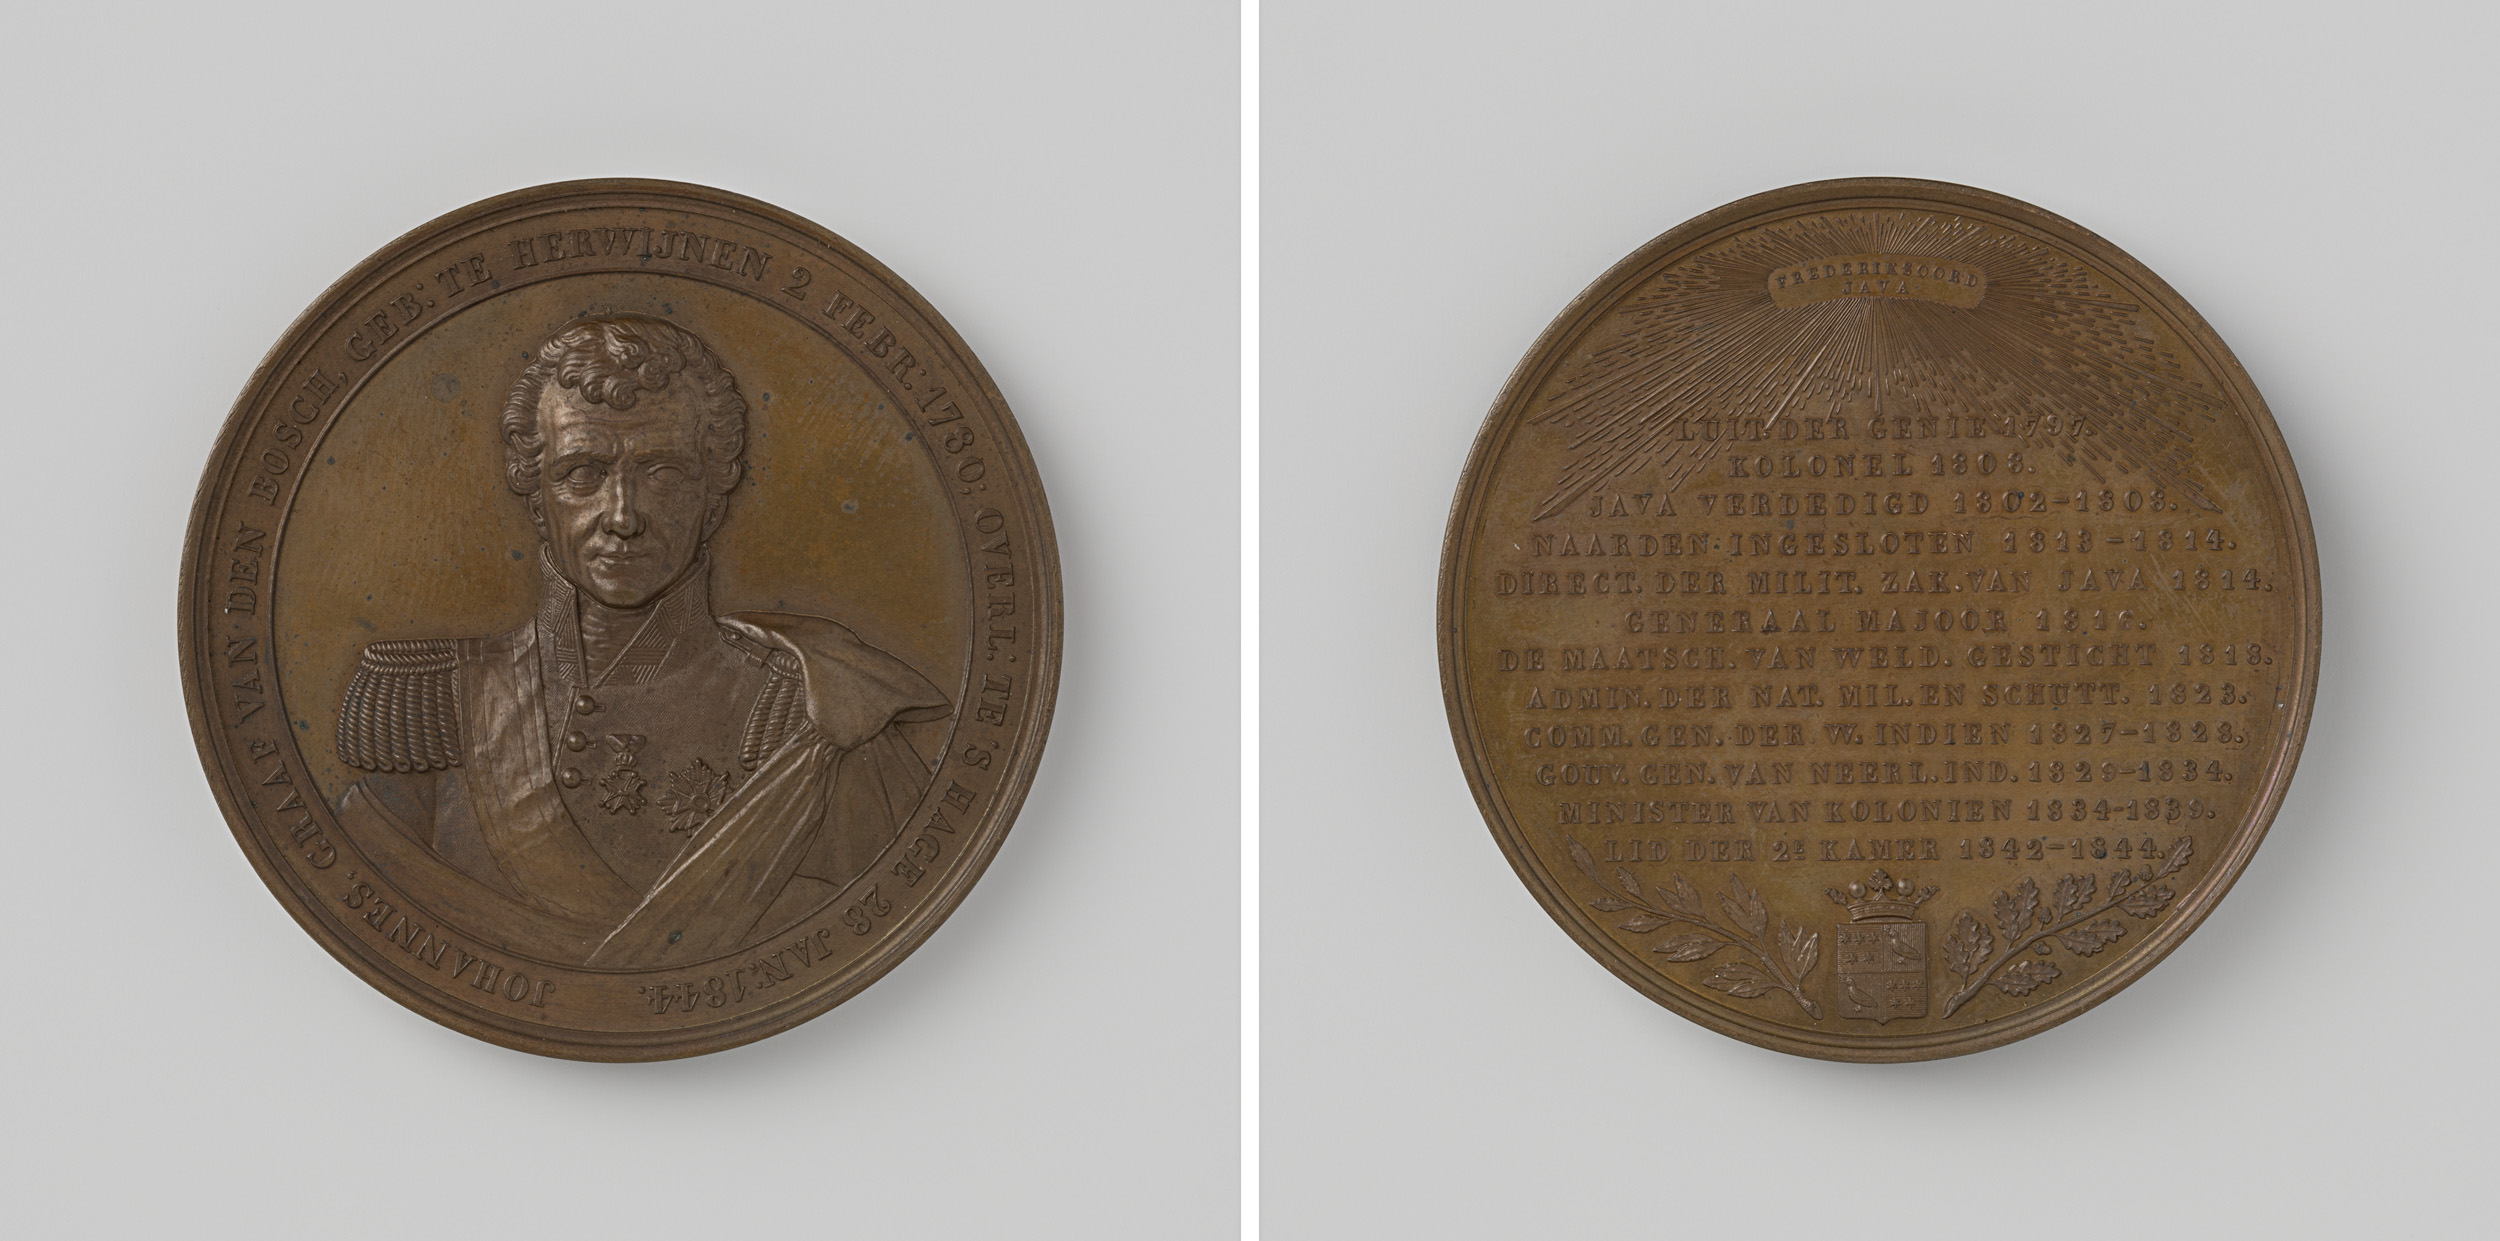 JOHANNES, GRAAF VAN DEN BOSCH, GEB: TE HERWIJNEN 2 FEBR: 1780; OVERL: TE 'S HAGE 28 JAN: 1844.
FREDERIKSOORD
JAVA
LUIT. DER GENIE 1797.
KOLONEL 1808.
JAVA VERDEDIGD 1802-1808.
NAARDEN INGESLOTEN 1813-1814.
DIRECT. DER MILIT. ZAK. VAN JAVA 1814.
GENERAAL MAJOOR 1816.
DE MAATSCH. VAN WELD. GESTICHT 1818.
ADMIN. DER NAT. MIL. EN SCHUTT. 1823.
COMM. GEN. DER W. INDIEN 1827-1828.
GOUV. GEN. VAN NEERL. IND. 1829-1834.
MINISTER VAN KOLONIEN 1834-1839.
LID DER 2E KAMER 1842-1844.